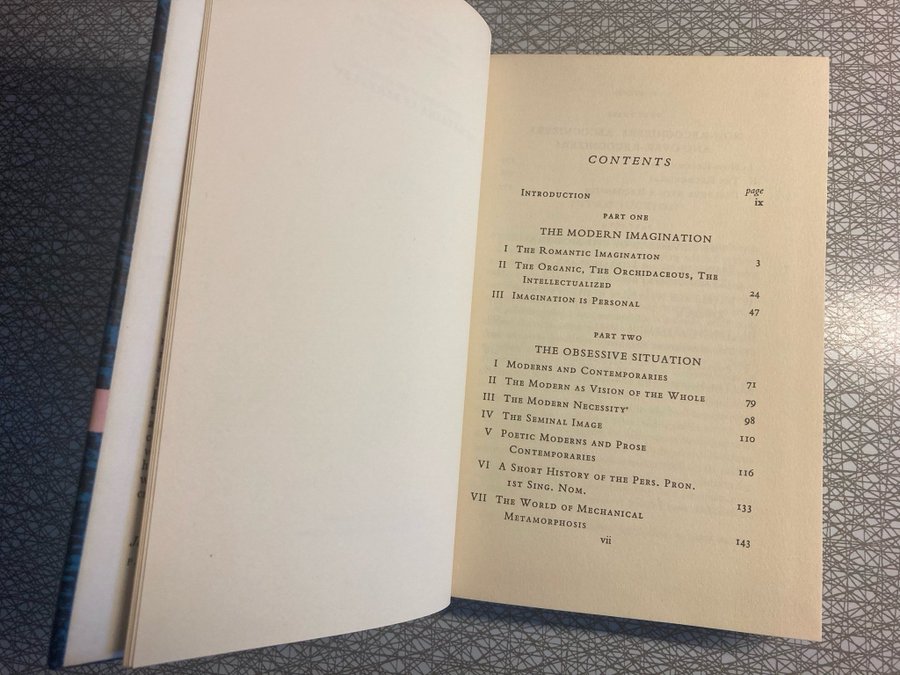 CONTENTS
page
INTRODUCTION ix
PART ONE
THE MODERN IMAGINATION
I THE ROMANTIC IMAGINATION 3
II THE ORGANIC, THE ORCHIDACEOUS, THE
INTELLECTUALIZED 24
III IMAGINATION IS PERSONAL 47
PART TWO
THE OBSESSIVE SITUATION
I MODERNS AND CONTEMPORARIES 71
II THE MODERN AS VISION OF THE WHOLE 79
III THE MODERN NECESSITY 98
IV THE SEMINAL IMAGE 110
V POETIC MODERNS AND PROSE
CONTEMPORARIES 116
VI A SHORT HISTORY OF THE PERS. PRON.
1ST SING. NOM. 133
VII THE WORLD OF MECHANICAL
METAMORPHOSIS 143
vii